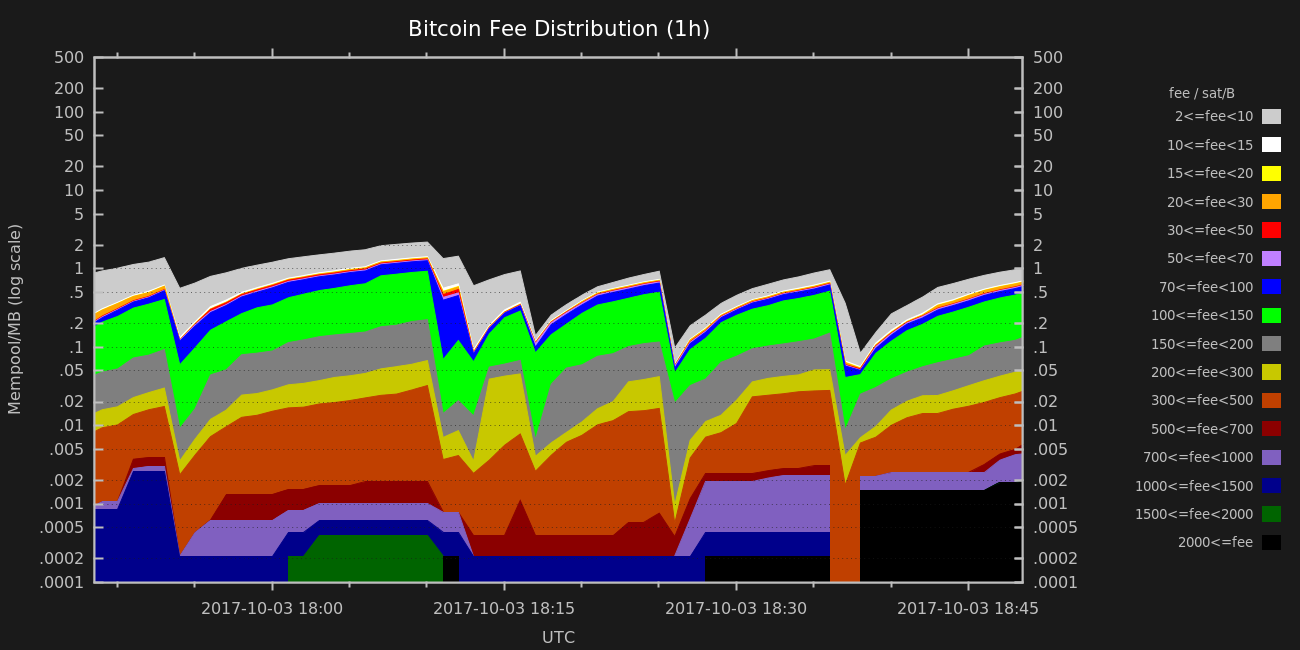 Bitcoin Fee Distribution (1h)
Mempool/MB (log scale)
500
200
100
50
20
10
5
2
1
.5
.2
.1
.05
.02
.01
.005
.002
.001
.0005
.0002
.0001
500
200
100
50
20
10
5
2
1
.5
.2
.1
.05
.02
.01
.005
.002
.001
.0005
.0002
.0001
fee / sat/B
2<=fee<10
10<=fee<15
15<=fee<20
20<=fee<30
30<=fee<50
50<=fee<70
70<=fee<100
100<=fee<150
150<=fee<200
200<=fee<300
300<=fee<500
500<=fee<700
700<=fee<1000
1000<=fee<1500
1500<=fee<2000
2000<=fee
2017-10-03 18:00 2017-10-03 18:15 2017-10-03 18:30 2017-10-03 18:45
UTC